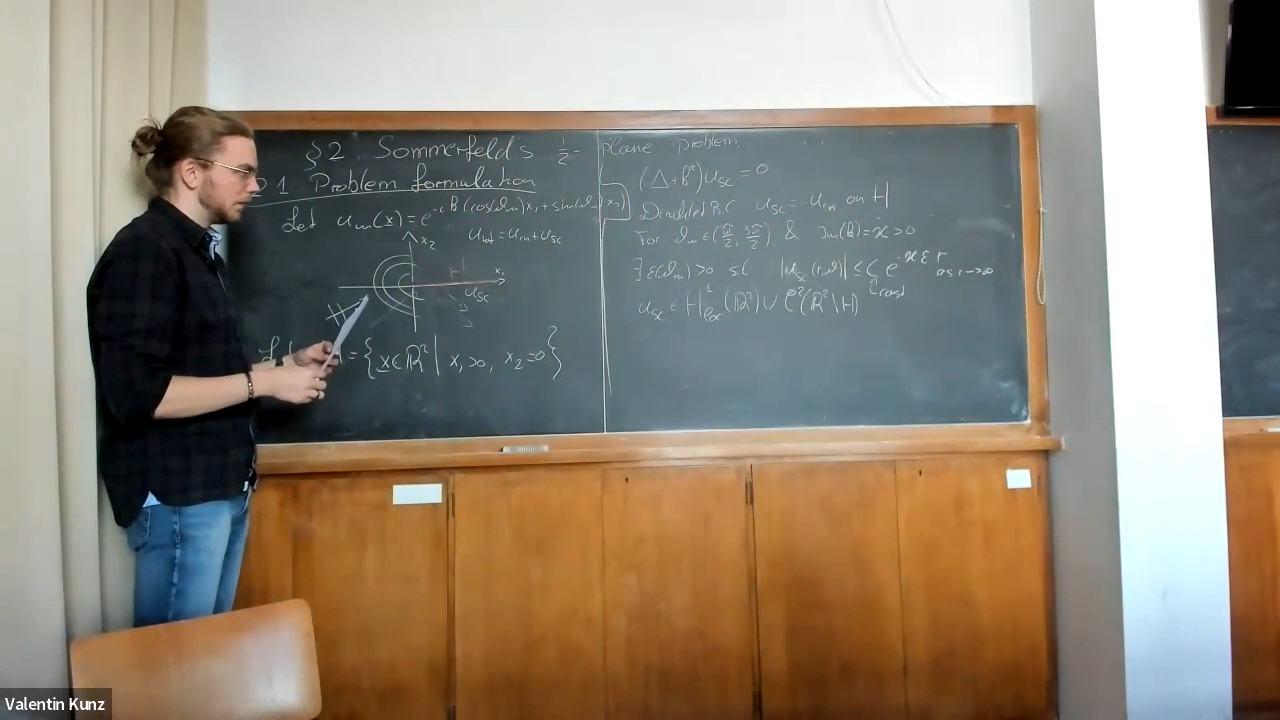 §2 Sommerfeld's ½-plane problem
1 Problem formulation
Let u_in(x) = e^{-ik(cos(ϑ_in)x₁+sin(ϑ_in)x₂)}
u_tot = u_in + u_sc
x₂
H
x₁
u_sc
= {x∈ℝ² | x₁>0, x₂=0}
(Δ+k²)u_sc = 0
Dirichlet B.C u_sc = -u_in on H
For ϑ_in ∈ (π/2, 3π/2) & Im(k) = ϰ > 0
∃ ε(ϑ_in)>0 st |u_sc(r,ϑ)| ≤ C e^{-ϰεr} as r→∞
const
u_sc ∈ H¹_loc(ℝ²) ∪ C²(ℝ²\H)
Valentin Kunz